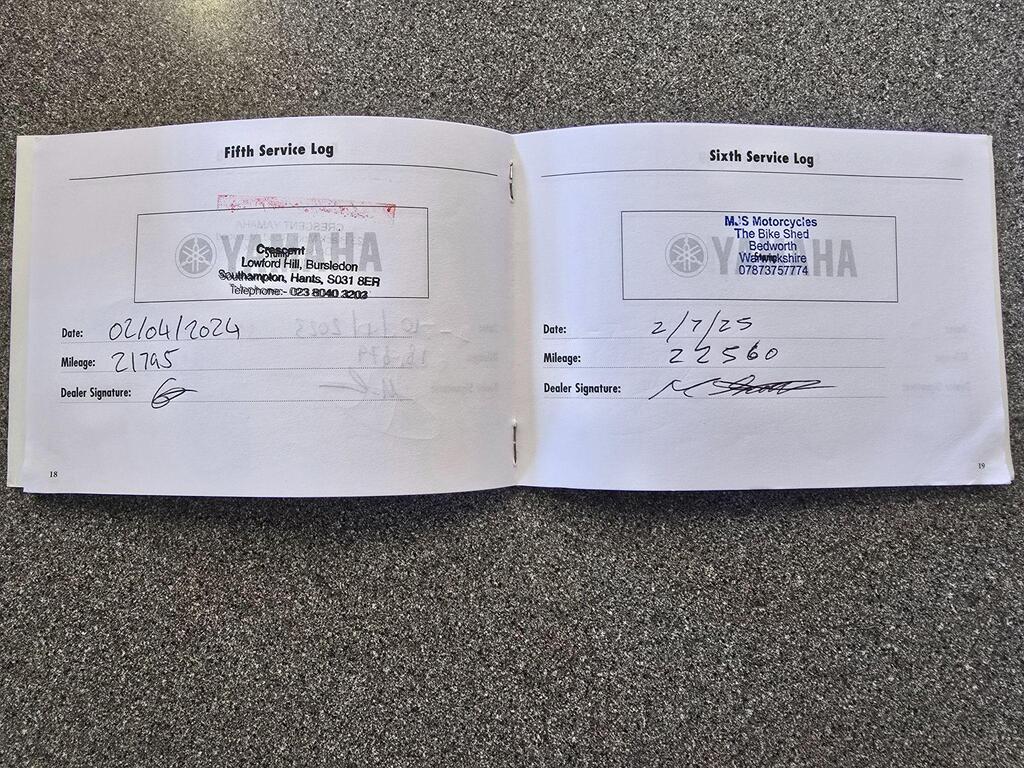 Fifth Service Log
YAMAHA
Crescent
Stamp
Lowford Hill, Bursledon
Southampton, Hants, S031 8ER
Telephone:- 023 8040 3203
Date: 02/04/2024
Mileage: 21795
Dealer Signature:
18
Sixth Service Log
YAMAHA
MJS Motorcycles
The Bike Shed
Bedworth
Warwickshire
Stamp
07873757774
Date: 2/7/25
Mileage: 22560
Dealer Signature:
19